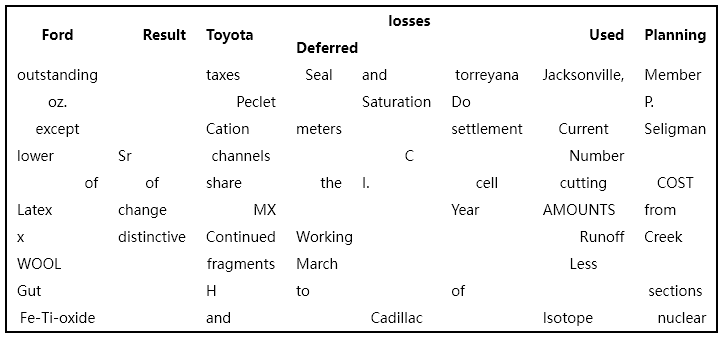 losses
Ford Result Toyota Deferred Used Planning
outstanding taxes Seal and torreyana Jacksonville, Member
oz. Peclet Saturation Do P.
except Cation meters settlement Current Seligman
lower Sr channels C Number
of of share the l. cell cutting COST
Latex change MX Year AMOUNTS from
x distinctive Continued Working Runoff Creek
WOOL fragments March Less
Gut H to of sections
Fe-Ti-oxide and Cadillac Isotope nuclear